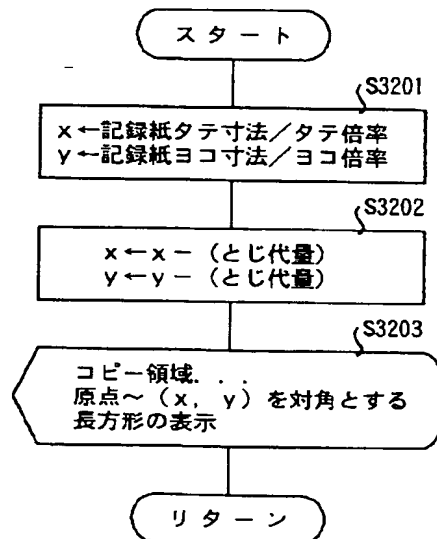 スタート
S3201
x←記録紙タテ寸法／タテ倍率
y←記録紙ヨコ寸法／ヨコ倍率
S3202
x←x－（とじ代量）
y←y－（とじ代量）
S3203
コピー領域...
原点～（x，y）を対角とする
長方形の表示
リターン